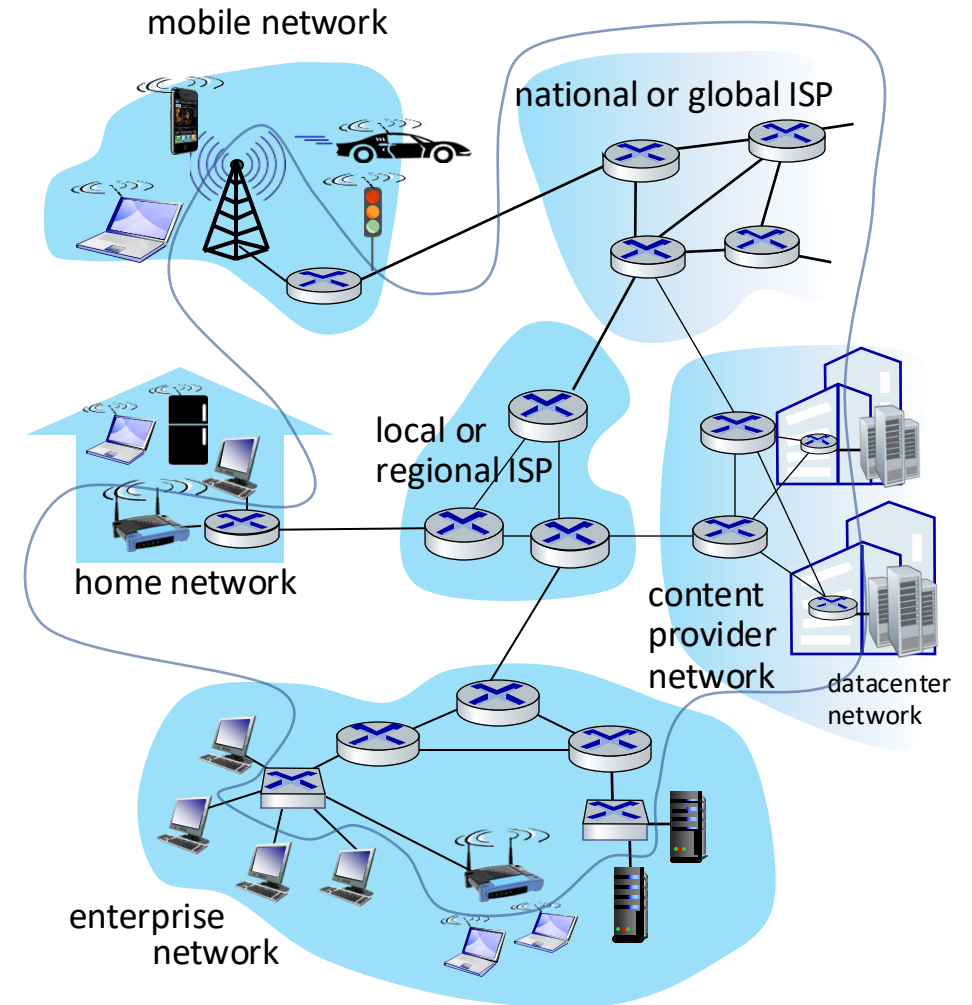 mobile network
national or global ISP
local or
regional ISP
home network
content
provider
network
datacenter
network
enterprise
network